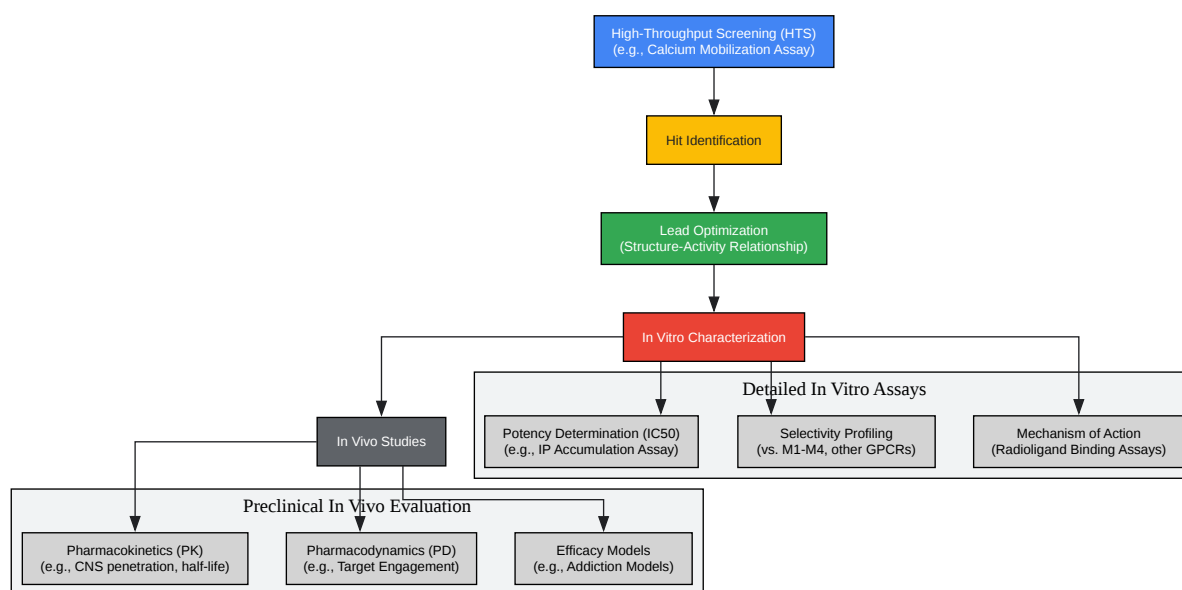 High-Throughput Screening (HTS)
(e.g., Calcium Mobilization Assay)
Hit Identification
Lead Optimization
(Structure-Activity Relationship)
In Vitro Characterization
Detailed In Vitro Assays
Potency Determination (IC50)
(e.g., IP Accumulation Assay)
Selectivity Profiling
(vs. M1-M4, other GPCRs)
Mechanism of Action
(Radioligand Binding Assays)
In Vivo Studies
Preclinical In Vivo Evaluation
Pharmacokinetics (PK)
(e.g., CNS penetration, half-life)
Pharmacodynamics (PD)
(e.g., Target Engagement)
Efficacy Models
(e.g., Addiction Models)